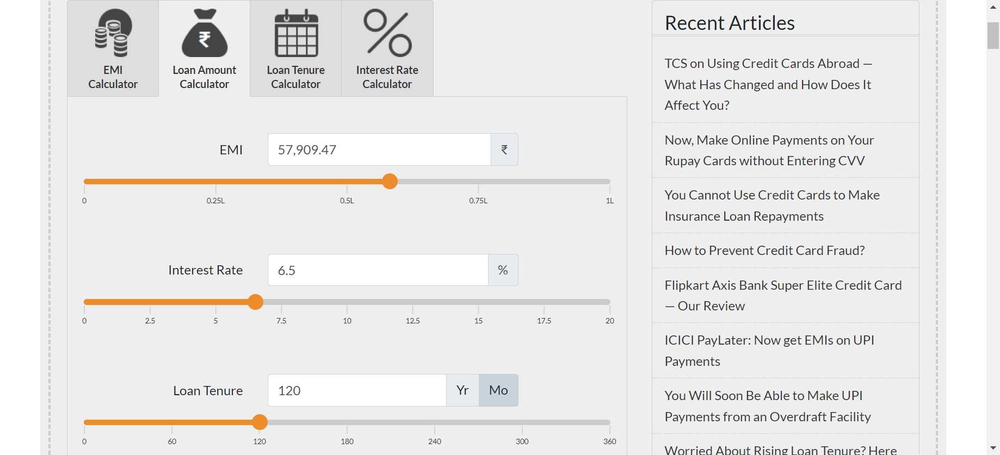 EMI
Calculator
₹
Loan Amount
Calculator
Loan Tenure
Calculator
Interest Rate
Calculator
EMI
57,909.47
₹
0
0.25L
0.5L
0.75L
1L
Interest Rate
6.5
%
0
2.5
5
7.5
10
12.5
15
17.5
20
Loan Tenure
120
Yr
Mo
0
60
120
180
240
300
360
Recent Articles
TCS on Using Credit Cards Abroad —
What Has Changed and How Does It
Affect You?
Now, Make Online Payments on Your
Rupay Cards without Entering CVV
You Cannot Use Credit Cards to Make
Insurance Loan Repayments
How to Prevent Credit Card Fraud?
Flipkart Axis Bank Super Elite Credit Card
— Our Review
ICICI PayLater: Now get EMIs on UPI
Payments
You Will Soon Be Able to Make UPI
Payments from an Overdraft Facility
Worried About Rising Loan Tenure? Here